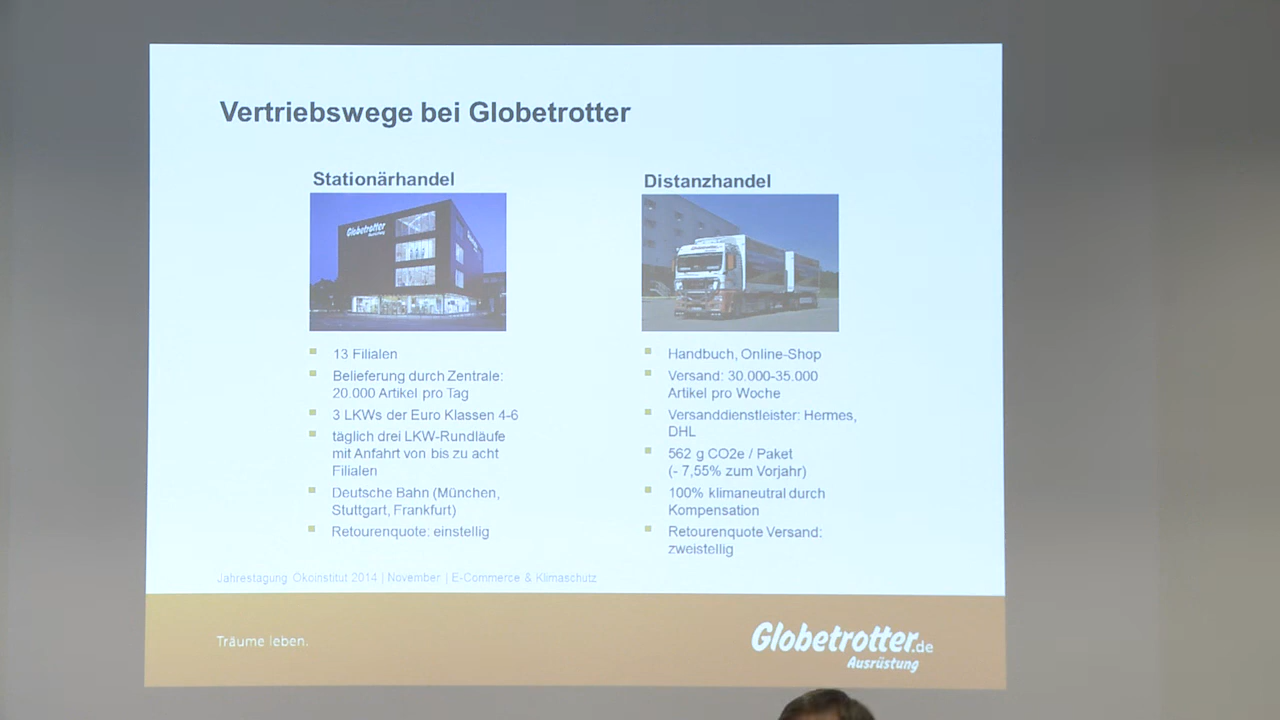 Vertriebswege bei Globetrotter
Stationärhandel
Globetrotter
Ausrüstung
13 Filialen
Belieferung durch Zentrale:
20.000 Artikel pro Tag
3 LKWs der Euro Klassen 4-6
täglich drei LKW-Rundläufe
mit Anfahrt von bis zu acht
Filialen
Deutsche Bahn (München,
Stuttgart, Frankfurt)
Retourenquote: einstellig
Distanzhandel
Handbuch, Online-Shop
Versand: 30.000-35.000
Artikel pro Woche
Versanddienstleister: Hermes,
DHL
562 g CO2e / Paket
(- 7,55% zum Vorjahr)
100% klimaneutral durch
Kompensation
Retourenquote Versand:
zweistellig
Jahrestagung Ökoinstitut 2014 | November | E-Commerce & Klimaschutz
Träume leben.
Globetrotter.de
Ausrüstung